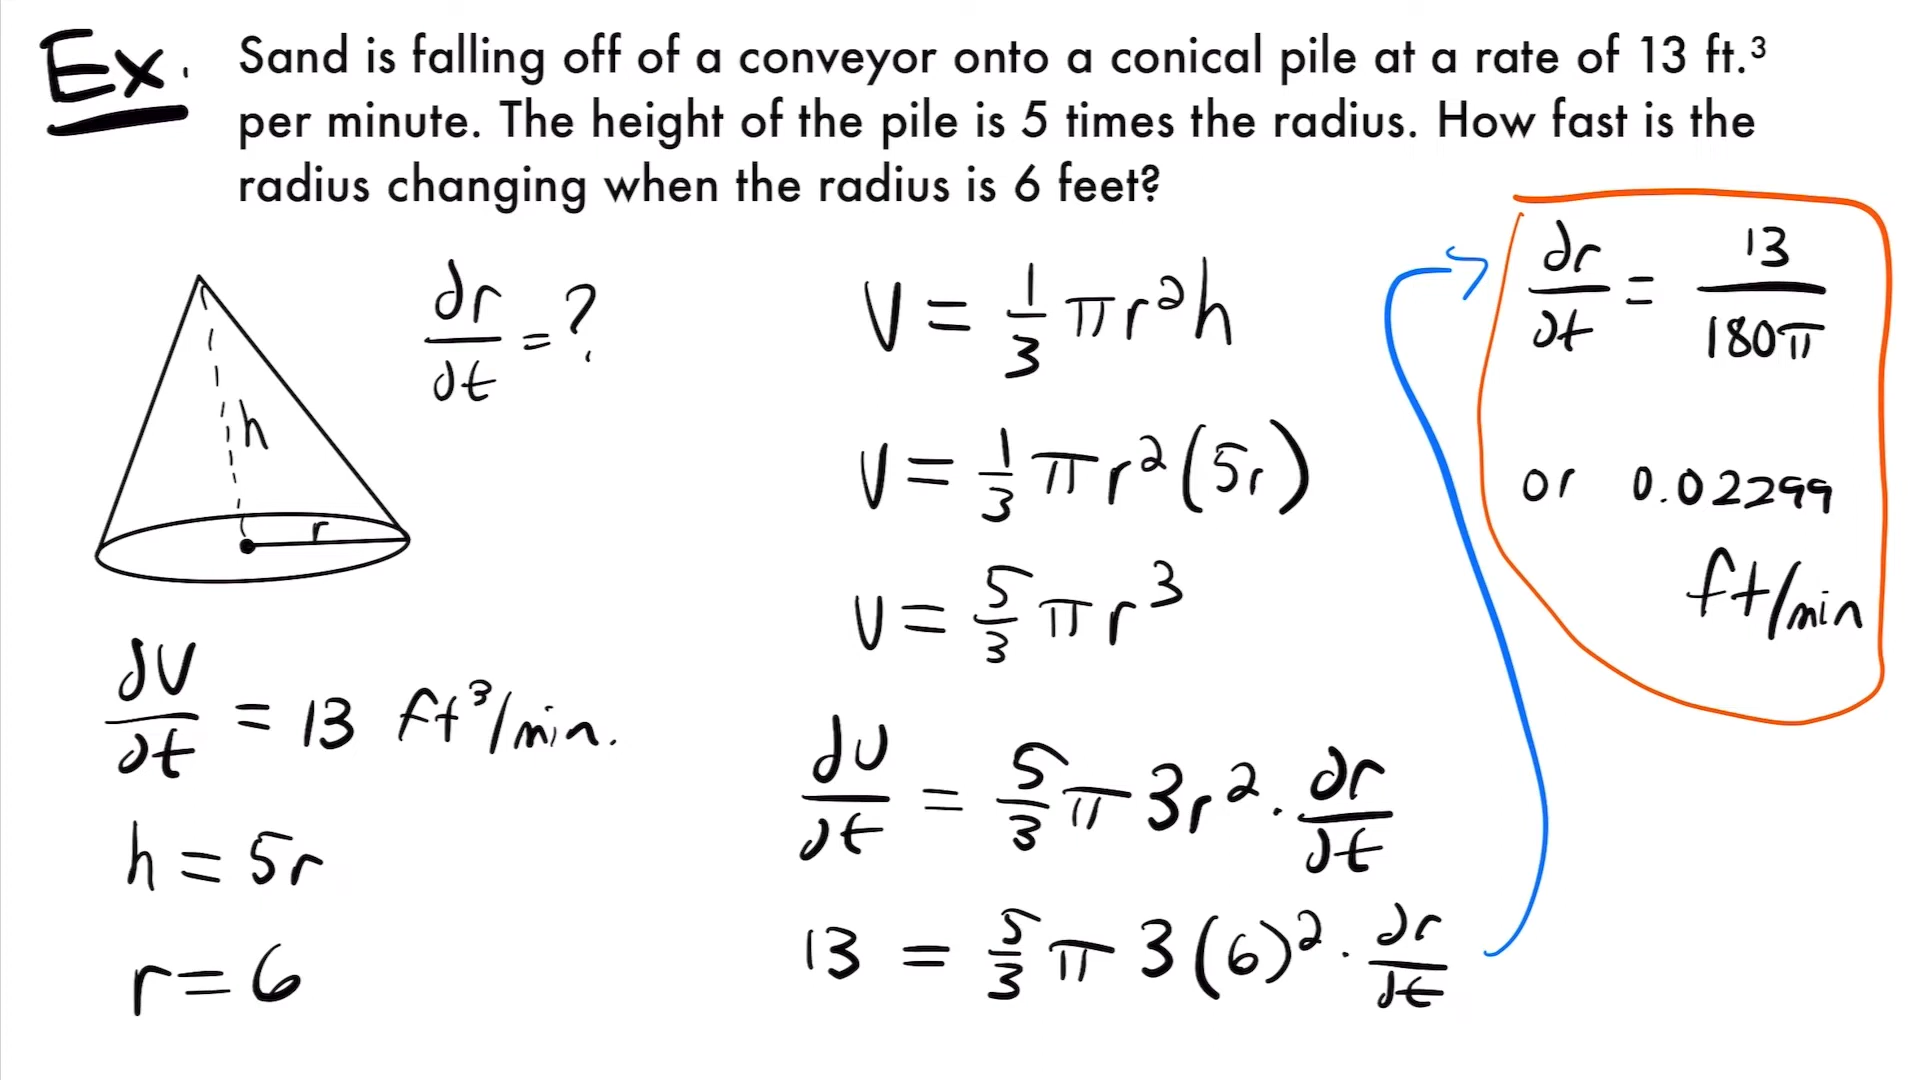 Ex.
Sand is falling off of a conveyor onto a conical pile at a rate of 13 ft.³
per minute. The height of the pile is 5 times the radius. How fast is the
radius changing when the radius is 6 feet?
h
r
dr/dt = ?
dV/dt = 13 ft³/min.
h = 5r
r = 6
V = 1/3 πr²h
V = 1/3 πr²(5r)
V = 5/3 πr³
dV/dt = 5/3 π 3r² · dr/dt
13 = 5/3 π 3(6)² · dr/dt
dr/dt = 13/180π
or 0.02299
ft/min